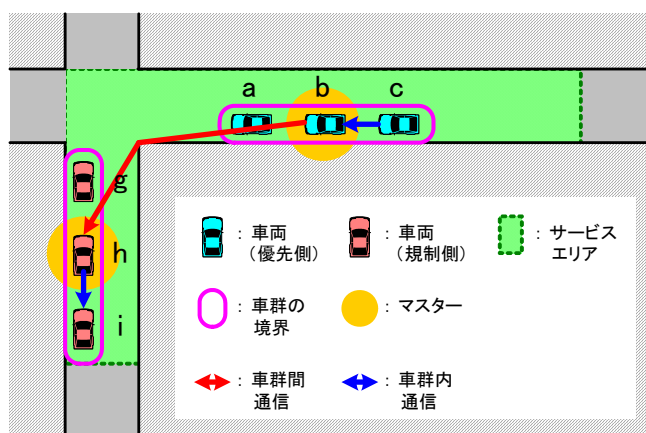 a b c
g
h
i
：車両
（優先側）
：車両
（規制側）
：サービス
エリア
：車群の
境界
：マスター
：車群間
通信
：車群内
通信